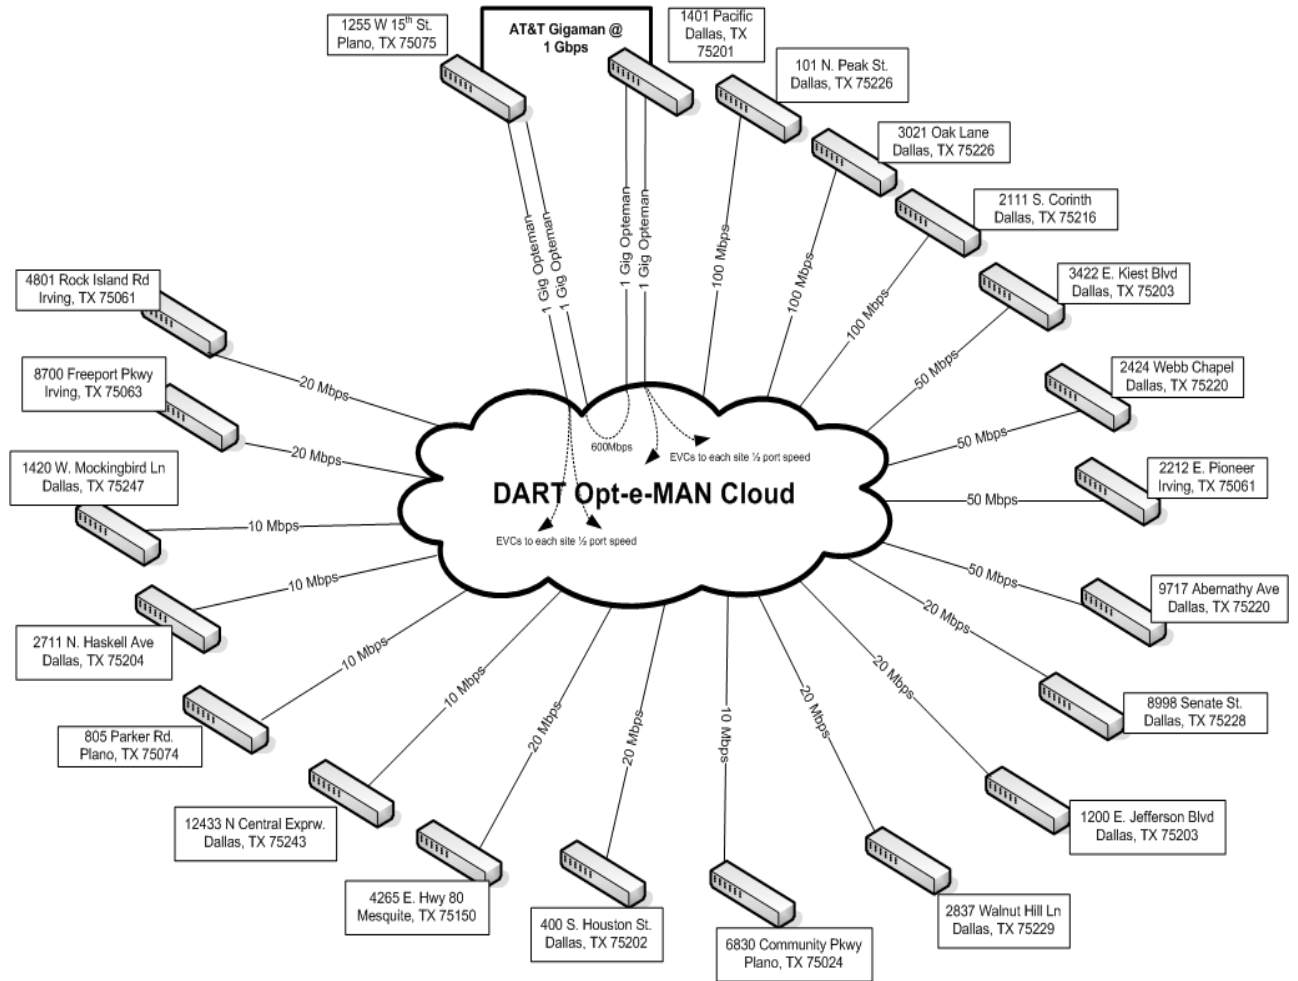 1255 W 15th St.
Plano, TX 75075
AT&T Gigaman @
1 Gbps
1401 Pacific
Dallas, TX
75201
101 N. Peak St.
Dallas, TX 75226
3021 Oak Lane
Dallas, TX 75226
2111 S. Corinth
Dallas, TX 75216
3422 E. Kiest Blvd
Dallas, TX 75203
2424 Webb Chapel
Dallas, TX 75220
2212 E. Pioneer
Irving, TX 75061
9717 Abernathy Ave
Dallas, TX 75220
8998 Senate St.
Dallas, TX 75228
1200 E. Jefferson Blvd
Dallas, TX 75203
2837 Walnut Hill Ln
Dallas, TX 75229
6830 Community Pkwy
Plano, TX 75024
400 S. Houston St.
Dallas, TX 75202
4265 E. Hwy 80
Mesquite, TX 75150
12433 N Central Exprw.
Dallas, TX 75243
805 Parker Rd.
Plano, TX 75074
2711 N. Haskell Ave
Dallas, TX 75204
1420 W. Mockingbird Ln
Dallas, TX 75247
8700 Freeport Pkwy
Irving, TX 75063
4801 Rock Island Rd
Irving, TX 75061
1 Gig Opteman
1 Gig Opteman
1 Gig Opteman
1 Gig Opteman
100 Mbps
100 Mbps
100 Mbps
50 Mbps
50 Mbps
50 Mbps
50 Mbps
20 Mbps
20 Mbps
20 Mbps
10 Mbps
20 Mbps
20 Mbps
10 Mbps
10 Mbps
10 Mbps
10 Mbps
20 Mbps
20 Mbps
600Mbps
EVCs to each site ½ port speed
DART Opt-e-MAN Cloud
EVCs to each site ½ port speed